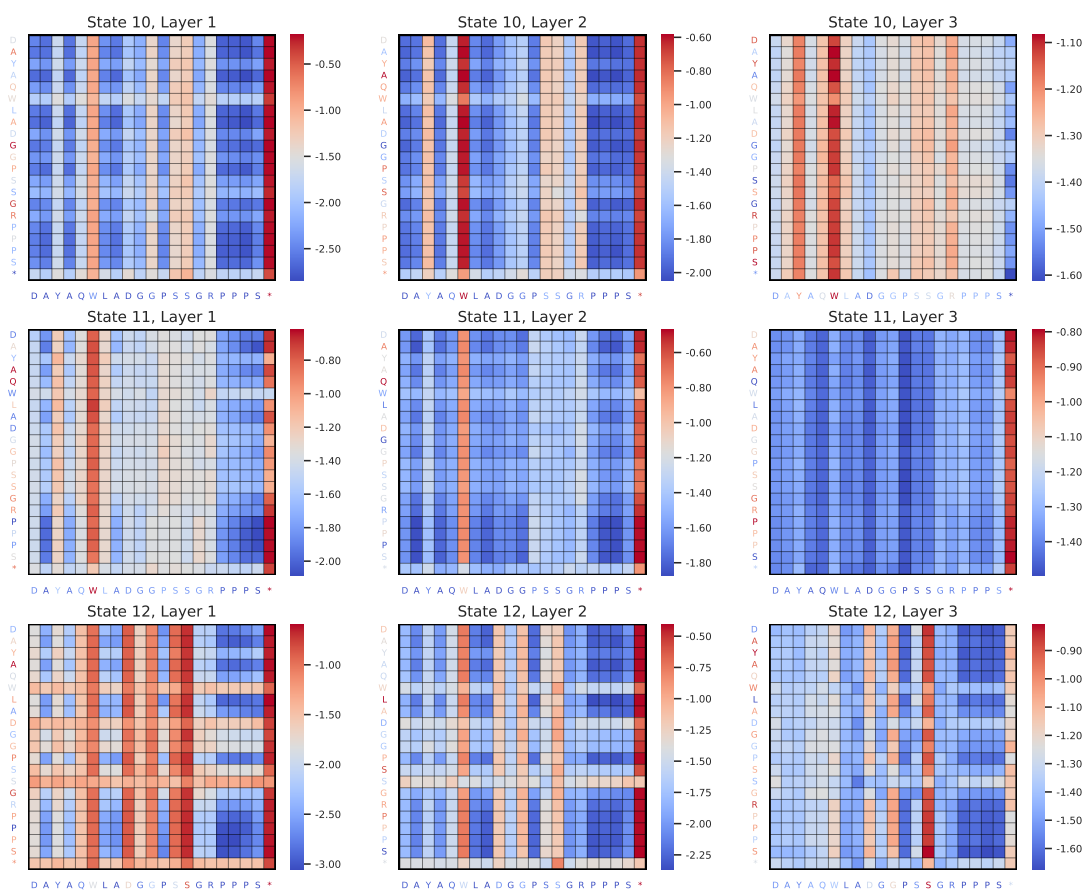 State 10, Layer 1
D A Y A Q W L A D G G P S S G R P P P S *
−0.50
−1.00
−1.50
−2.00
−2.50
D A Y A Q W L A D G G P S S G R P P P S *
State 10, Layer 2
D A Y A Q W L A D G G P S S G R P P P S *
−0.60
−0.80
−1.00
−1.20
−1.40
−1.60
−1.80
−2.00
D A Y A Q W L A D G G P S S G R P P P S *
State 10, Layer 3
D A Y A Q W L A D G G P S S G R P P P S *
−1.10
−1.20
−1.30
−1.40
−1.50
−1.60
D A Y A Q W L A D G G P S S G R P P P S *
State 11, Layer 1
D A Y A Q W L A D G G P S S G R P P P S *
−0.80
−1.00
−1.20
−1.40
−1.60
−1.80
−2.00
D A Y A Q W L A D G G P S S G R P P P S *
State 11, Layer 2
D A Y A Q W L A D G G P S S G R P P P S *
−0.60
−0.80
−1.00
−1.20
−1.40
−1.60
−1.80
D A Y A Q W L A D G G P S S G R P P P S *
State 11, Layer 3
D A Y A Q W L A D G G P S S G R P P P S *
−0.80
−0.90
−1.00
−1.10
−1.20
−1.30
−1.40
D A Y A Q W L A D G G P S S G R P P P S *
State 12, Layer 1
D A Y A Q W L A D G G P S S G R P P P S *
−1.00
−1.50
−2.00
−2.50
−3.00
D A Y A Q W L A D G G P S S G R P P P S *
State 12, Layer 2
D A Y A Q W L A D G G P S S G R P P P S *
−0.50
−0.75
−1.00
−1.25
−1.50
−1.75
−2.00
−2.25
D A Y A Q W L A D G G P S S G R P P P S *
State 12, Layer 3
D A Y A Q W L A D G G P S S G R P P P S *
−0.90
−1.00
−1.10
−1.20
−1.30
−1.40
−1.50
−1.60
D A Y A Q W L A D G G P S S G R P P P S *